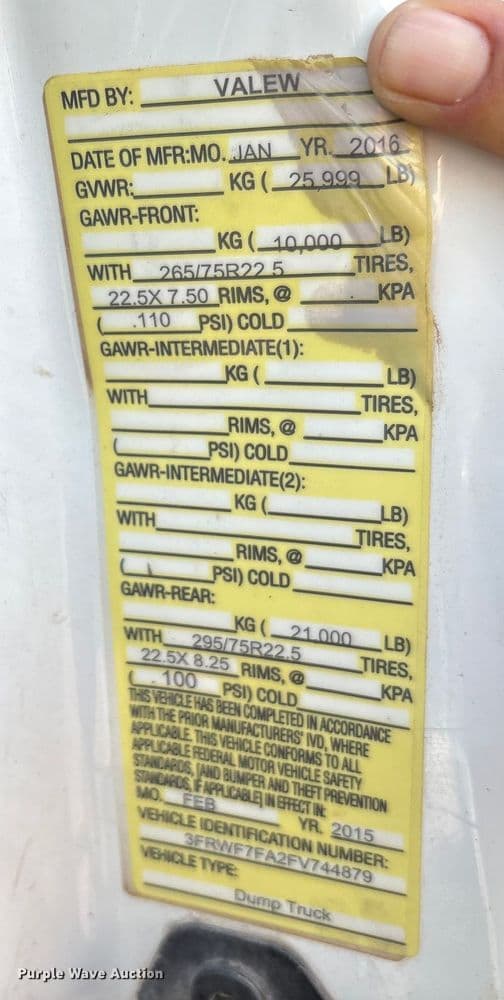 MFD BY: VALEW
DATE OF MFR:MO. JAN YR. 2016
GVWR: KG ( 25,999 LB)
GAWR-FRONT:
KG ( 10,000 LB)
WITH 265/75R22 5 TIRES,
22.5X 7.50 RIMS, @ KPA
( .110 PSI) COLD
GAWR-INTERMEDIATE(1):
KG ( LB)
WITH TIRES,
RIMS, @ KPA
( PSI) COLD
GAWR-INTERMEDIATE(2):
KG ( LB)
WITH TIRES,
RIMS, @ KPA
( PSI) COLD
GAWR-REAR:
KG ( 21,000 LB)
WITH 295/75R22.5 TIRES,
22.5X 8.25 RIMS, @ KPA
( . 100 PSI) COLD
THIS VEHICLE HAS BEEN COMPLETED IN ACCORDANCE
WITH THE PRIOR MANUFACTURERS' IVD, WHERE
APPLICABLE. THIS VEHICLE CONFORMS TO ALL
APPLICABLE FEDERAL MOTOR VEHICLE SAFETY
STANDARDS, [AND BUMPER AND THEFT PREVENTION
STANDARDS, IF APPLICABLE] IN EFFECT IN:
MO. FEB YR. 2015
VEHICLE IDENTIFICATION NUMBER:
3FRWF7FA2FV744879
VEHICLE TYPE:
Dump Truck
Purple Wave Auction